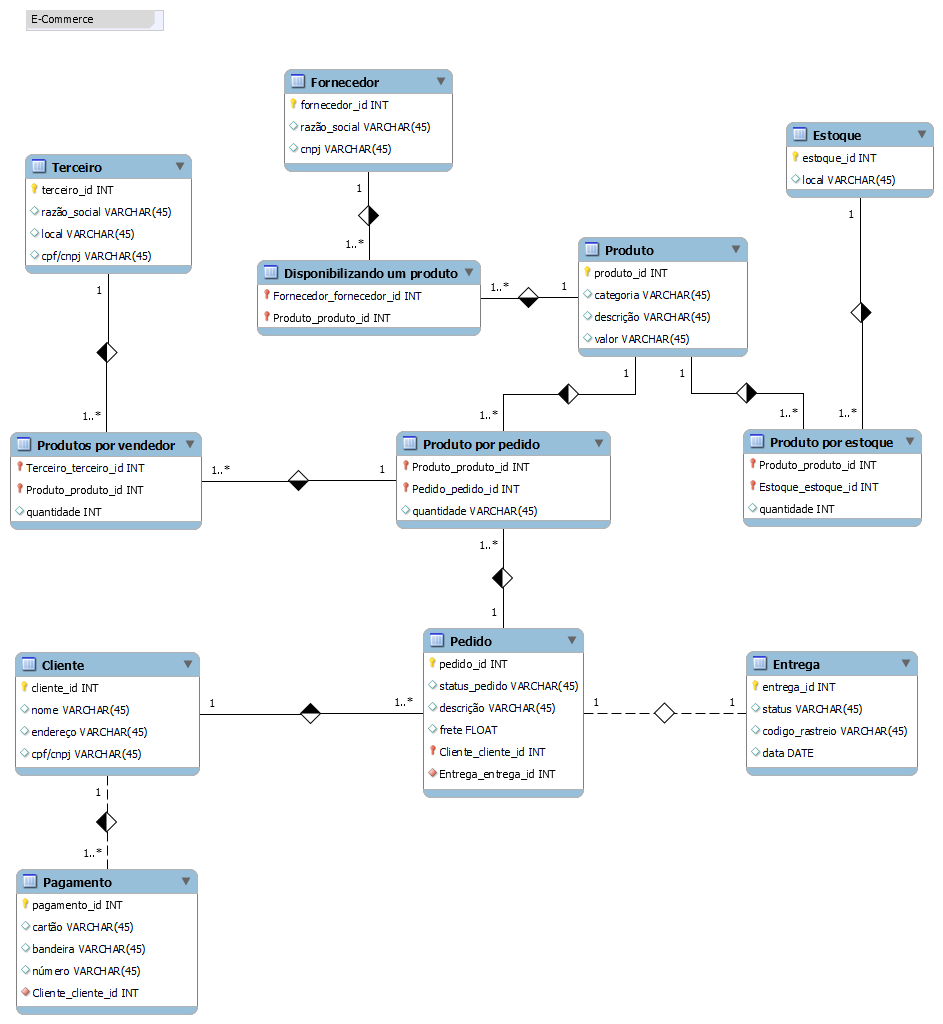 E-Commerce
Fornecedor
fornecedor_id INT
razão_social VARCHAR(45)
cnpj VARCHAR(45)
1
1..*
Estoque
estoque_id INT
local VARCHAR(45)
1
1..*
Terceiro
terceiro_id INT
razão_social VARCHAR(45)
local VARCHAR(45)
cpf/cnpj VARCHAR(45)
1
1..*
Disponibilizando um produto
Fornecedor_fornecedor_id INT
Produto_produto_id INT
1..*
1
Produto
produto_id INT
categoria VARCHAR(45)
descrição VARCHAR(45)
valor VARCHAR(45)
1
1
1..*
1..*
Produtos por vendedor
Terceiro_terceiro_id INT
Produto_produto_id INT
quantidade INT
1..*
1
Produto por pedido
Produto_produto_id INT
Pedido_pedido_id INT
quantidade VARCHAR(45)
1..*
1
Produto por estoque
Produto_produto_id INT
Estoque_estoque_id INT
quantidade INT
Cliente
cliente_id INT
nome VARCHAR(45)
endereço VARCHAR(45)
cpf/cnpj VARCHAR(45)
1
1..*
Pedido
pedido_id INT
status_pedido VARCHAR(45)
descrição VARCHAR(45)
frete FLOAT
Cliente_cliente_id INT
Entrega_entrega_id INT
1
1
Entrega
entrega_id INT
status VARCHAR(45)
codigo_rastreio VARCHAR(45)
data DATE
1
1..*
Pagamento
pagamento_id INT
cartão VARCHAR(45)
bandeira VARCHAR(45)
número VARCHAR(45)
Cliente_cliente_id INT